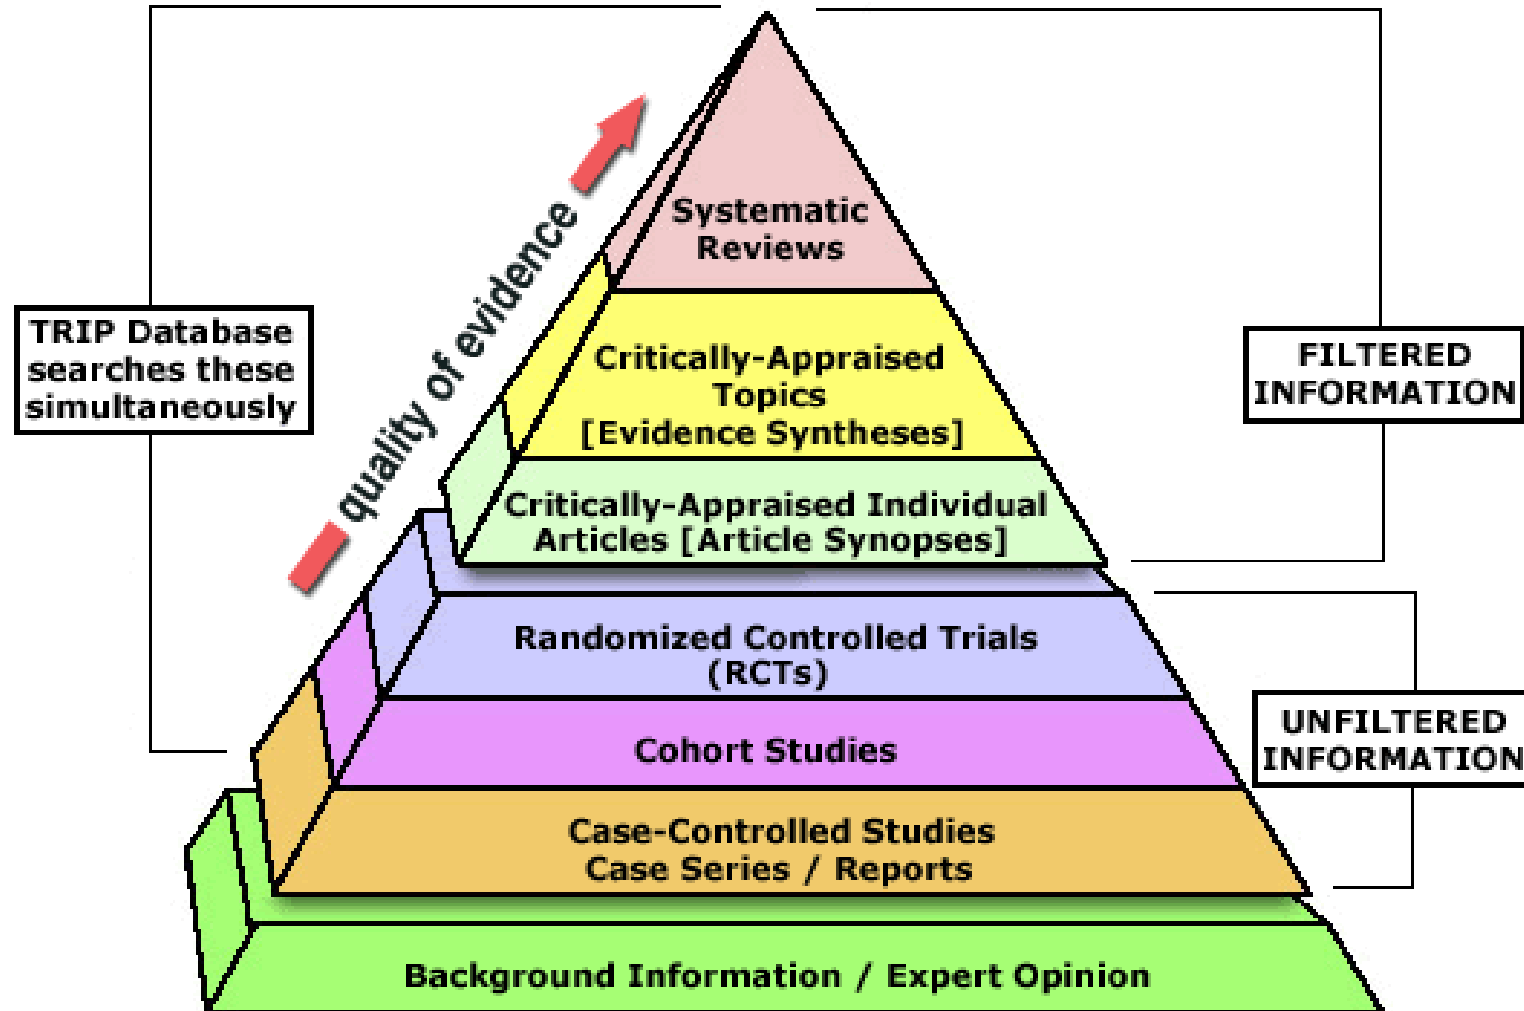 Systematic
Reviews
quality of evidence
TRIP Database
searches these
simultaneously
FILTERED
INFORMATION
Critically-Appraised
Topics
[Evidence Syntheses]
Critically-Appraised Individual
Articles [Article Synopses]
Randomized Controlled Trials
(RCTs)
UNFILTERED
INFORMATION
Cohort Studies
Case-Controlled Studies
Case Series / Reports
Background Information / Expert Opinion